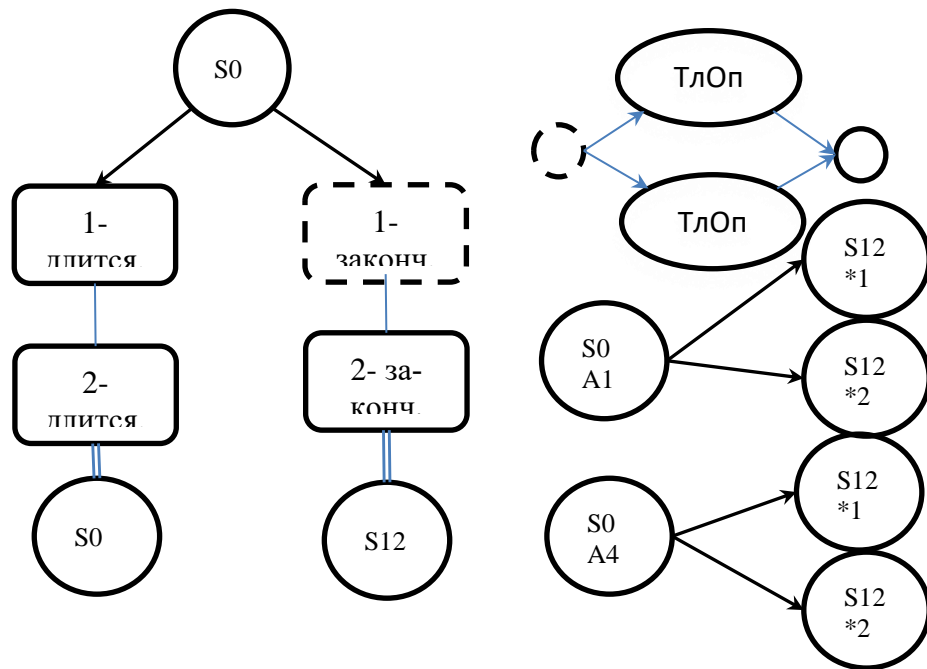 S0
1-
длится.
1-
законч.
2-
длится.
2- за-
конч.
S0
S12
ТлОп
ТлОп
S12
*1
S0
A1
S12
*2
S12
*1
S0
A4
S12
*2